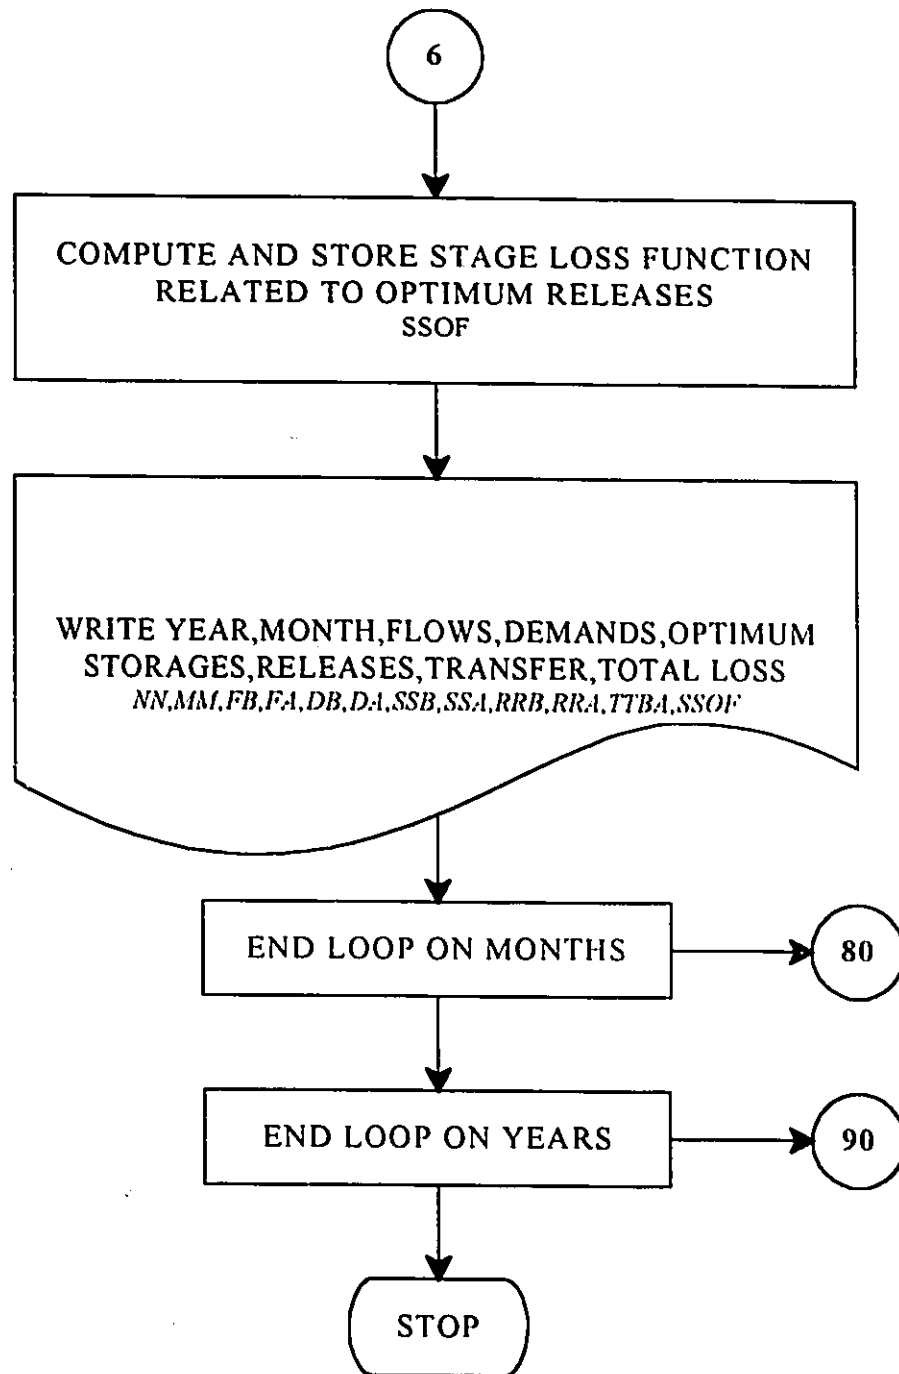 6
COMPUTE AND STORE STAGE LOSS FUNCTION
RELATED TO OPTIMUM RELEASES
SSOF
WRITE YEAR,MONTH,FLOWS,DEMANDS,OPTIMUM
STORAGES,RELEASES,TRANSFER,TOTAL LOSS
NN,MM,FB,FA,DB,DA,SSB,SSA,RRB,RRA,TTBA,SSOF
END LOOP ON MONTHS
80
END LOOP ON YEARS
90
STOP